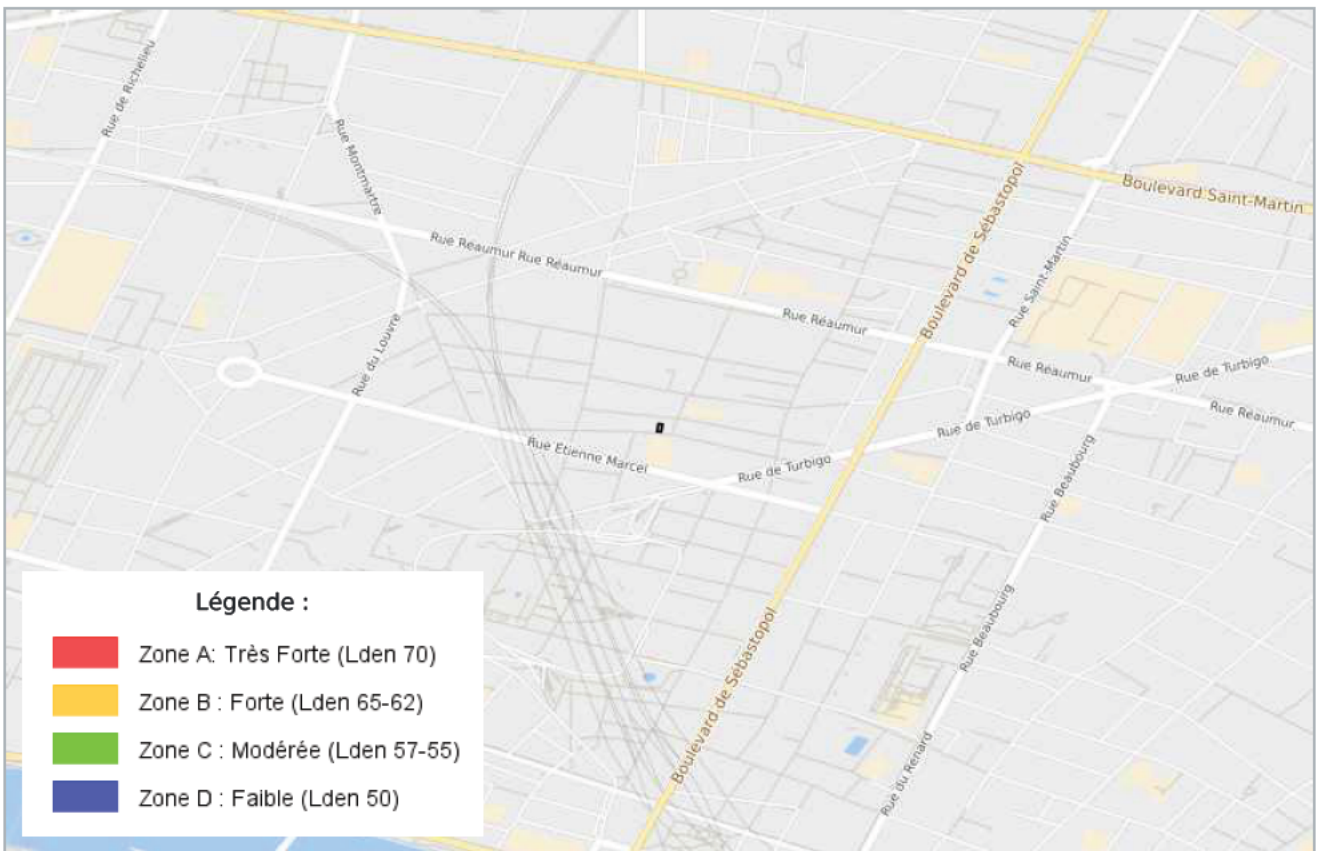 Rue de Richelieu
Rue Montmartre
Boulevard Saint-Martin
Boulevard de Sébastopol
Rue Saint-Martin
Rue Réaumur Rue Réaumur
Rue Réaumur
Rue du Louvre
Rue Réaumur
Rue de Turbigo
Rue Réaumur
Rue de Turbigo
Rue Etienne Marcel
Rue de Turbigo
Rue Beaubourg
Rue Beaubourg
Boulevard de Sébastopol
Rue du Renard
Légende :
Zone A: Très Forte (Lden 70)
Zone B : Forte (Lden 65-62)
Zone C : Modérée (Lden 57-55)
Zone D : Faible (Lden 50)